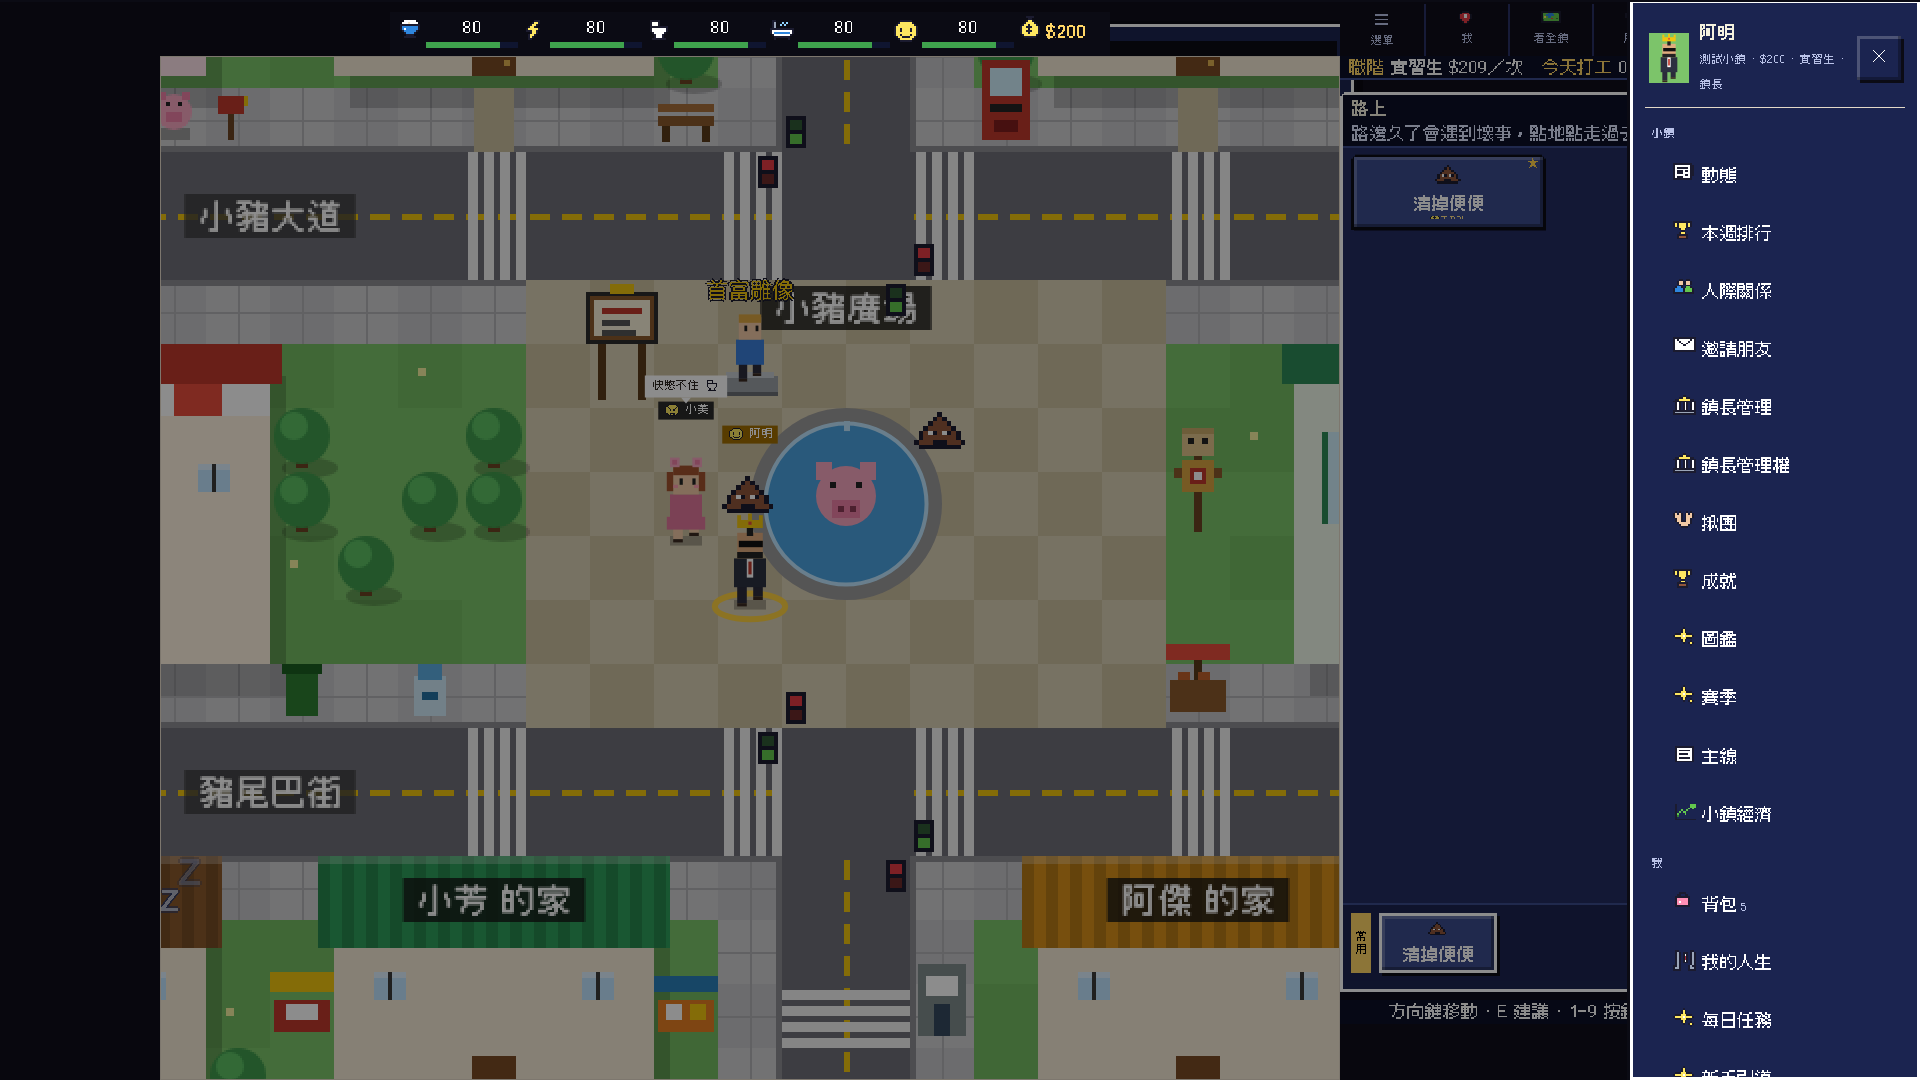 80
80
80
80
80
$200
選單
我
看全鎮
職階 實習生 $209／次 今天打工 0
路上
路邊久了會遇到壞事，點地點走過去
清掉便便
小豬大道
首富雕像
小豬廣場
快憋不住
小美
阿明
豬尾巴街
Z
Z
小芳 的家
阿傑 的家
常用
清掉便便
方向鍵移動 · E 建議 · 1-9 按鈕
阿明
測試小鎮 · $200 · 實習生 ·
鎮長
小鎮
動態
本週排行
人際關係
邀請朋友
鎮長管理
鎮長管理權
揪團
成就
圖鑑
賽季
主線
小鎮經濟
我
背包 5
我的人生
每日任務
新手引導